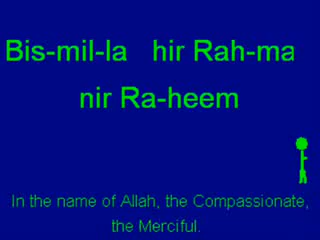 Bis-mil-la hir Rah-ma
nir Ra-heem
In the name of Allah, the Compassionate,
the Merciful.